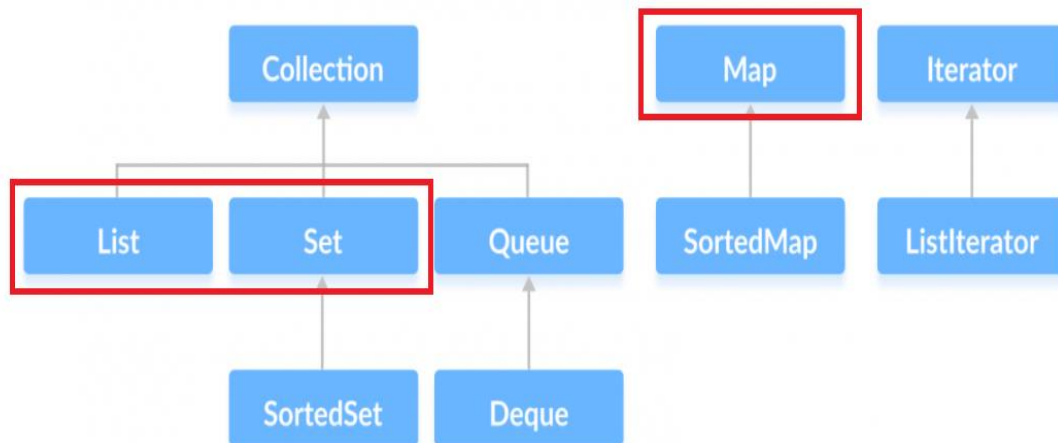 Collection
Map
Iterator
List
Set
Queue
SortedMap
ListIterator
SortedSet
Deque